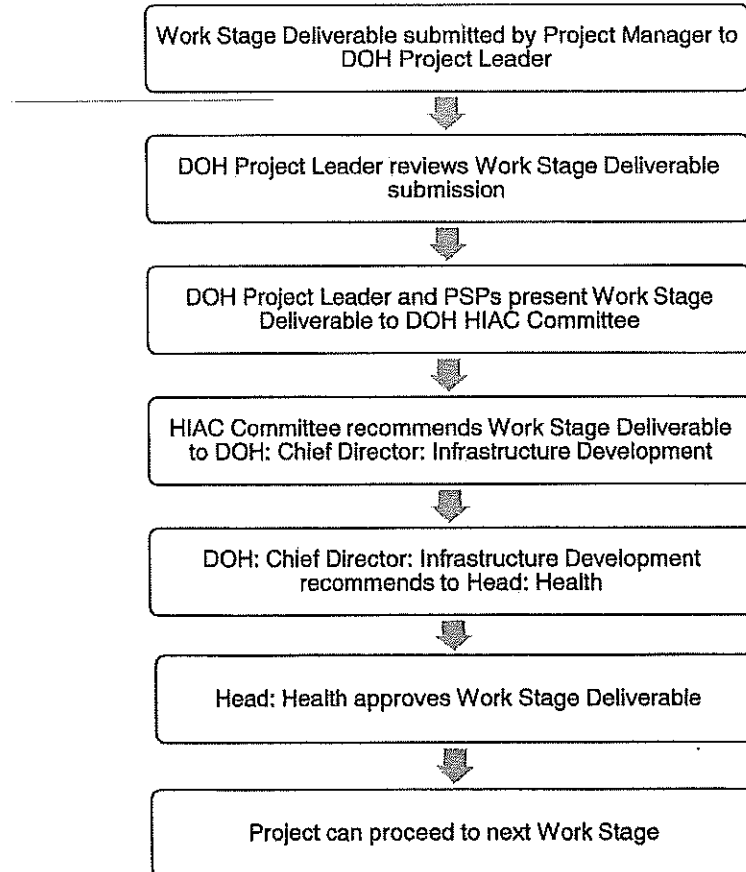 Work Stage Deliverable submitted by Project Manager to
DOH Project Leader
DOH Project Leader reviews Work Stage Deliverable
submission
DOH Project Leader and PSPs present Work Stage
Deliverable to DOH HIAC Committee
HIAC Committee recommends Work Stage Deliverable
to DOH: Chief Director: Infrastructure Development
DOH: Chief Director: Infrastructure Development
recommends to Head: Health
Head: Health approves Work Stage Deliverable
Project can proceed to next Work Stage